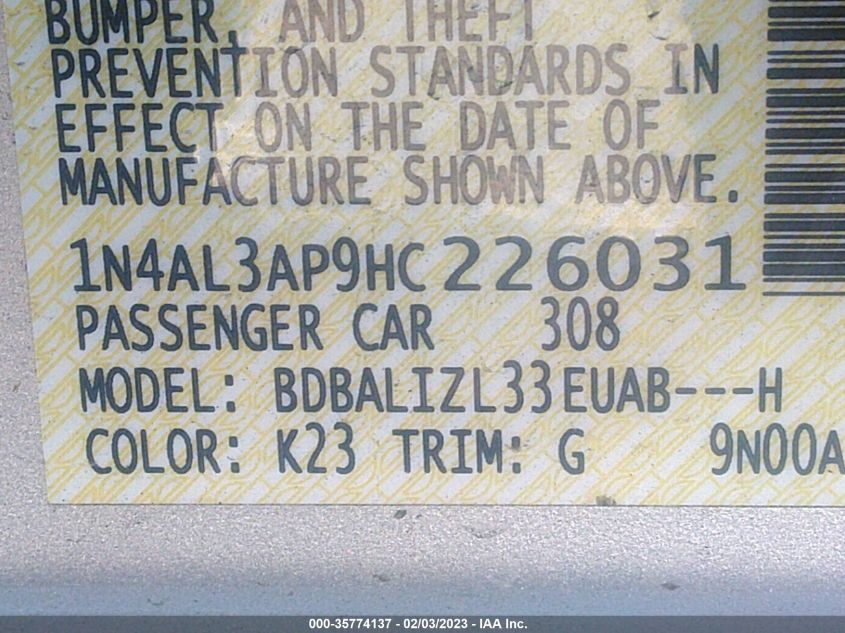 BUMPER, AND THEFT
PREVENTION STANDARDS IN
EFFECT ON THE DATE OF
MANUFACTURE SHOWN ABOVE.
1N4AL3AP9HC226031
PASSENGER CAR 308
MODEL: BDBALIZL33EUAB---H
COLOR: K23 TRIM: G 9N00A
000-35774137 - 02/03/2023 - IAA Inc.